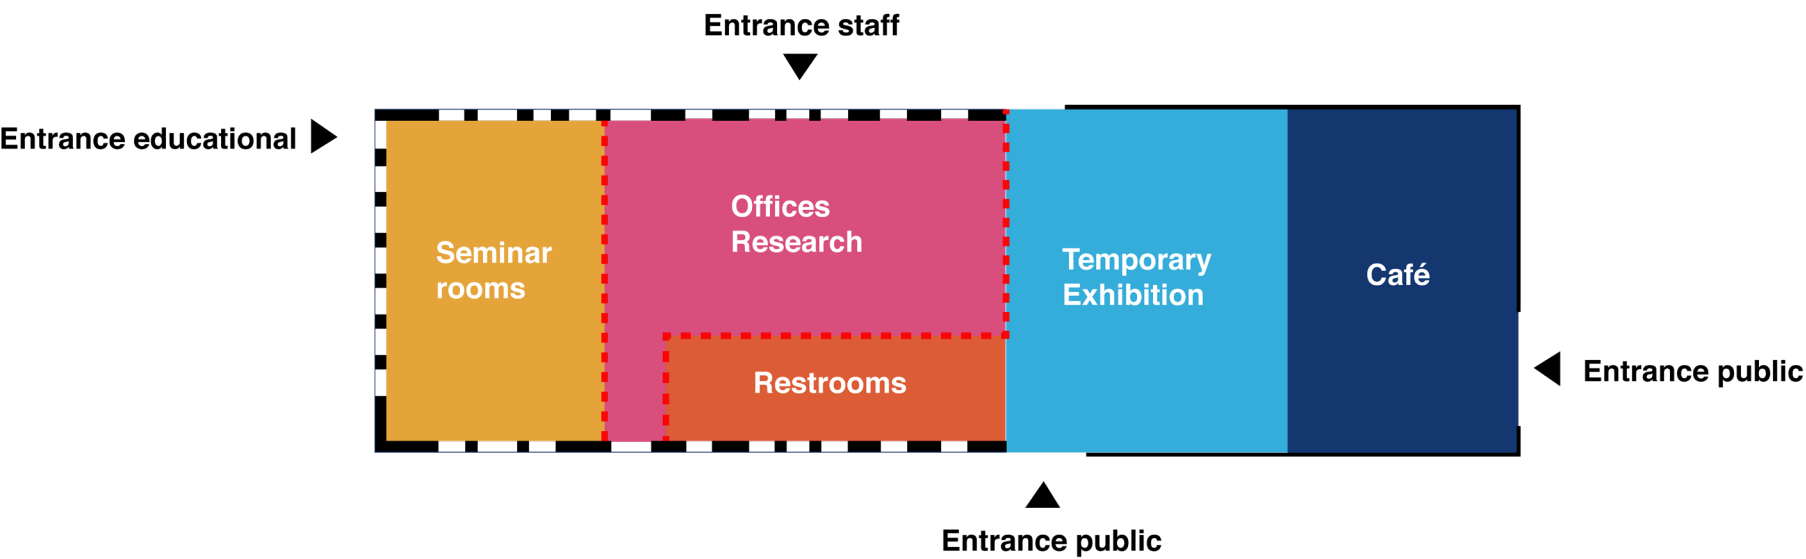 Entrance staff
Entrance educational
Seminar
rooms
Offices
Research
Restrooms
Temporary
Exhibition
Café
Entrance public
Entrance public